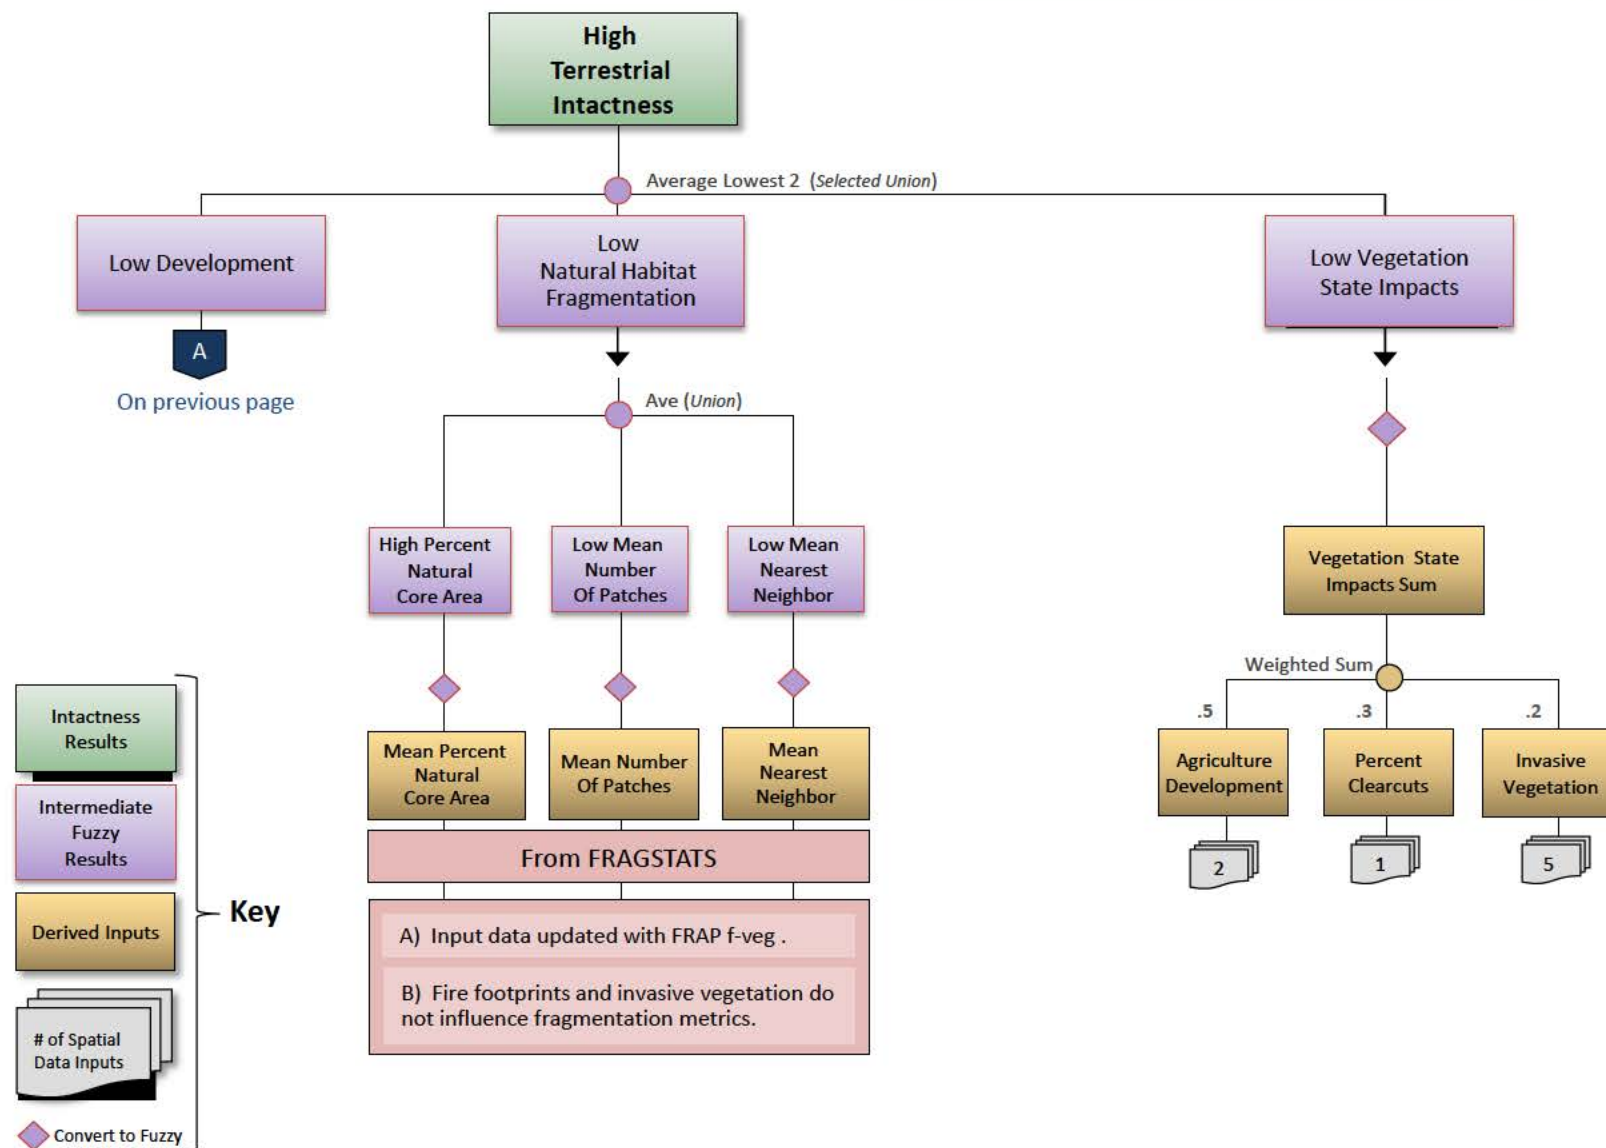 High
Terrestrial
Intactness
Average Lowest 2 (Selected Union)
Low Development
Low
Natural Habitat
Fragmentation
Low Vegetation
State Impacts
A
On previous page
Ave (Union)
High Percent
Natural
Core Area
Low Mean
Number
Of Patches
Low Mean
Nearest
Neighbor
Vegetation State
Impacts Sum
Weighted Sum
.5
.3
.2
Mean Percent
Natural
Core Area
Mean Number
Of Patches
Mean
Nearest
Neighbor
Agriculture
Development
Percent
Clearcuts
Invasive
Vegetation
2
1
5
From FRAGSTATS
A) Input data updated with FRAP f-veg .
B) Fire footprints and invasive vegetation do
not influence fragmentation metrics.
Intactness
Results
Intermediate
Fuzzy
Results
Derived Inputs
# of Spatial
Data Inputs
Convert to Fuzzy
Key